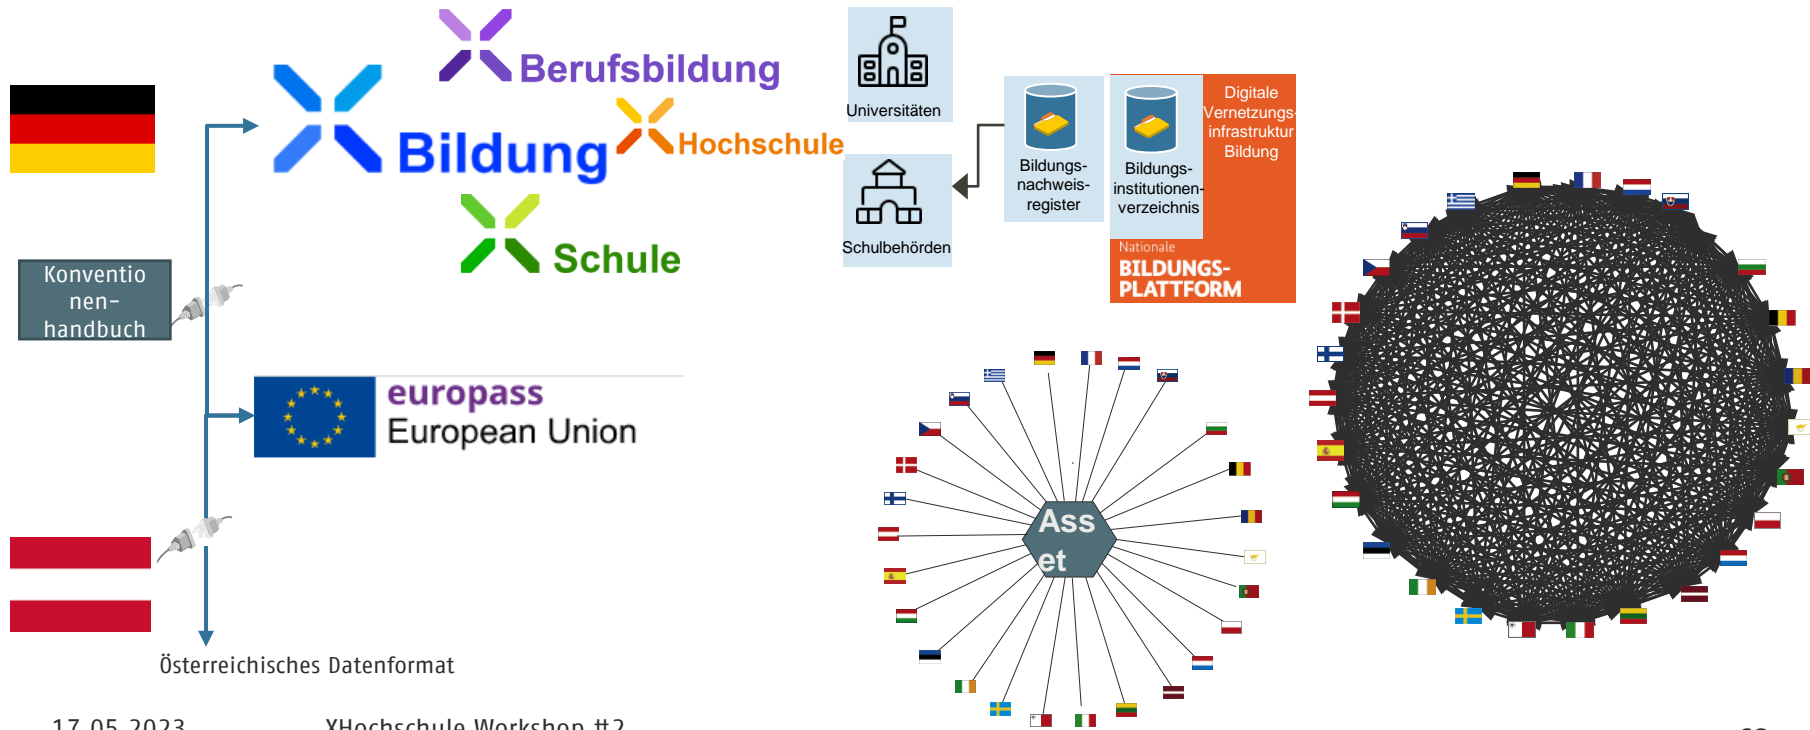 Berufsbildung
Bildung
Hochschule
Schule
Universitäten
Schulbehörden
Bildungs-
nachweis-
register
Bildungs-
institutionen-
verzeichnis
Digitale
Vernetzungs-
infrastruktur
Bildung
Nationale
BILDUNGS-
PLATTFORM
Konventio
nen-
handbuch
europass
European Union
Ass
et
Österreichisches Datenformat
17.05.2023
XHochschule Workshop #2